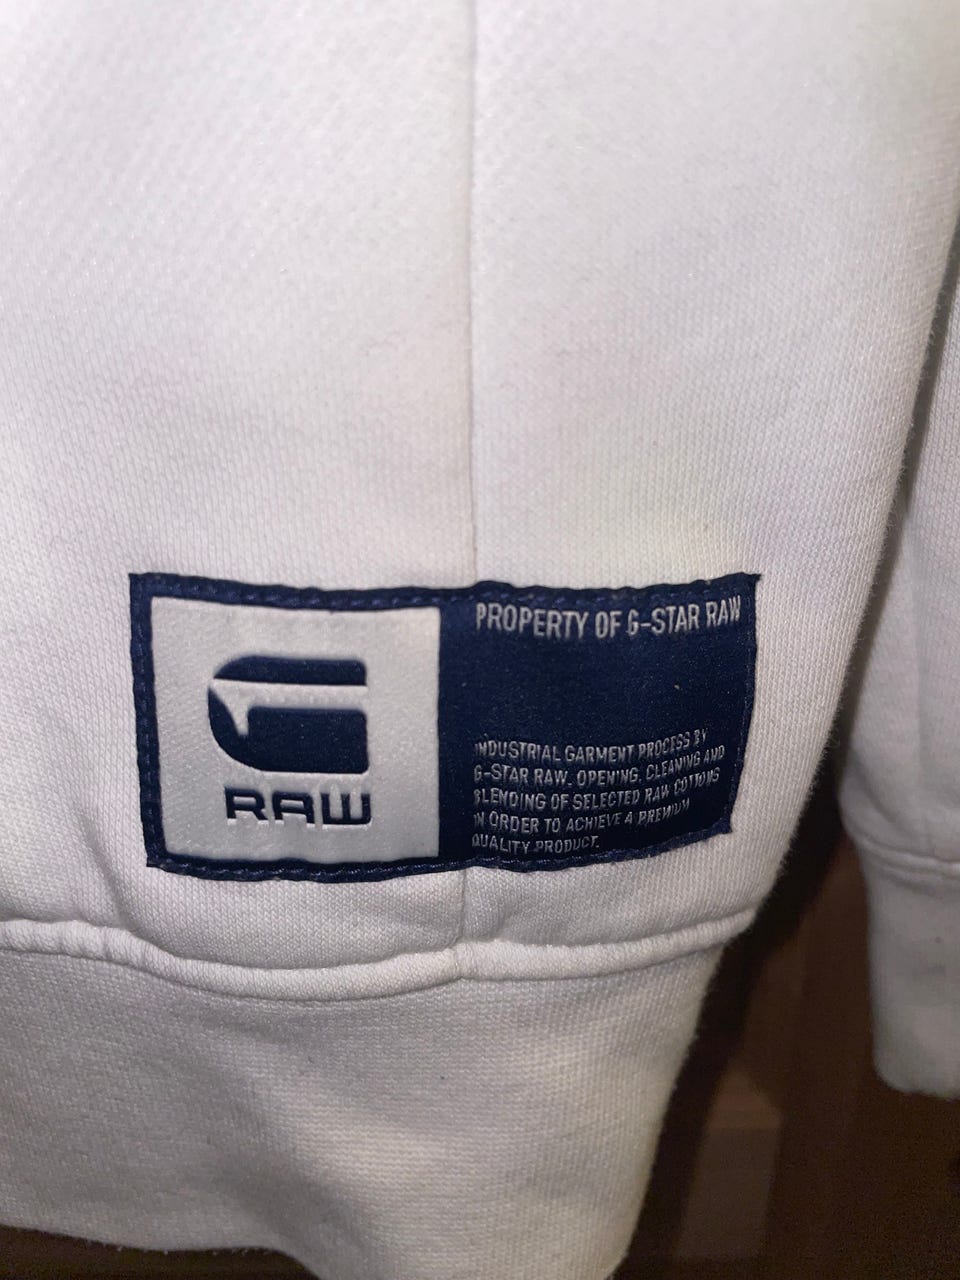 RAW
PROPERTY OF G-STAR RAW
INDUSTRIAL GARMENT PROCESS BY
G-STAR RAW. OPENING, CLEANING AND
BLENDING OF SELECTED RAW COTTONS
IN ORDER TO ACHIEVE A PREMIUM
QUALITY PRODUCT.